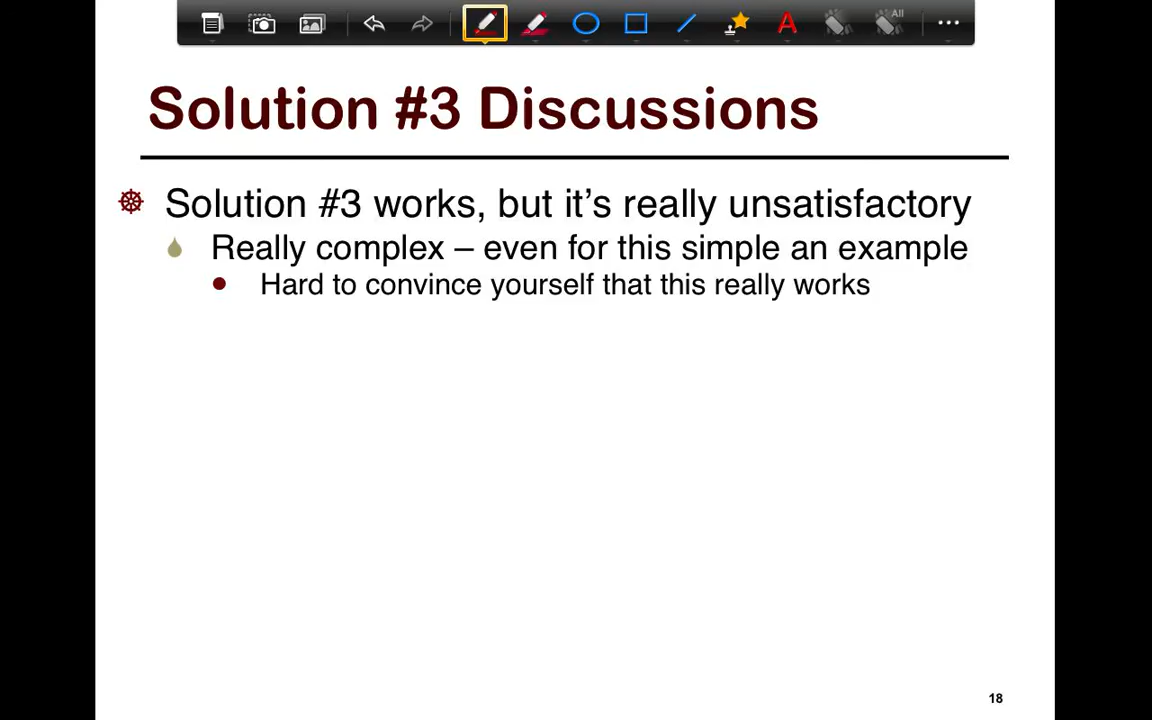 All
A
Solution #3 Discussions
Solution #3 works, but it's really unsatisfactory
Really complex – even for this simple an example
Hard to convince yourself that this really works
18